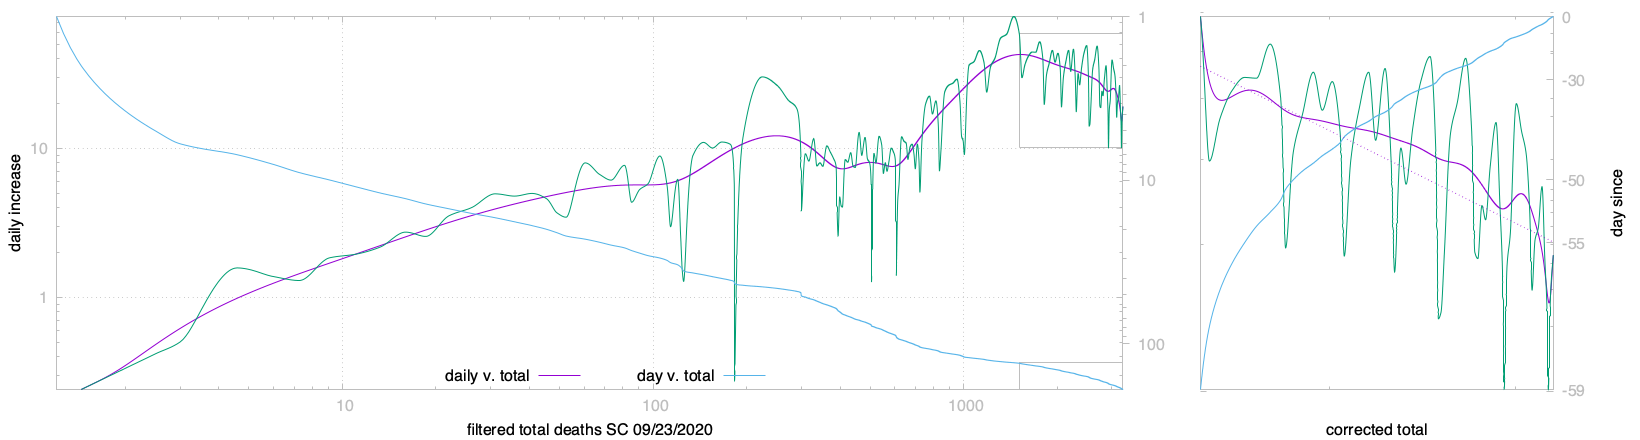 daily increase
10
1
daily v. total
day v. total
10
100
1000
filtered total deaths SC 09/23/2020
1
10
100
0
-30
-50
-55
-59
day since
corrected total